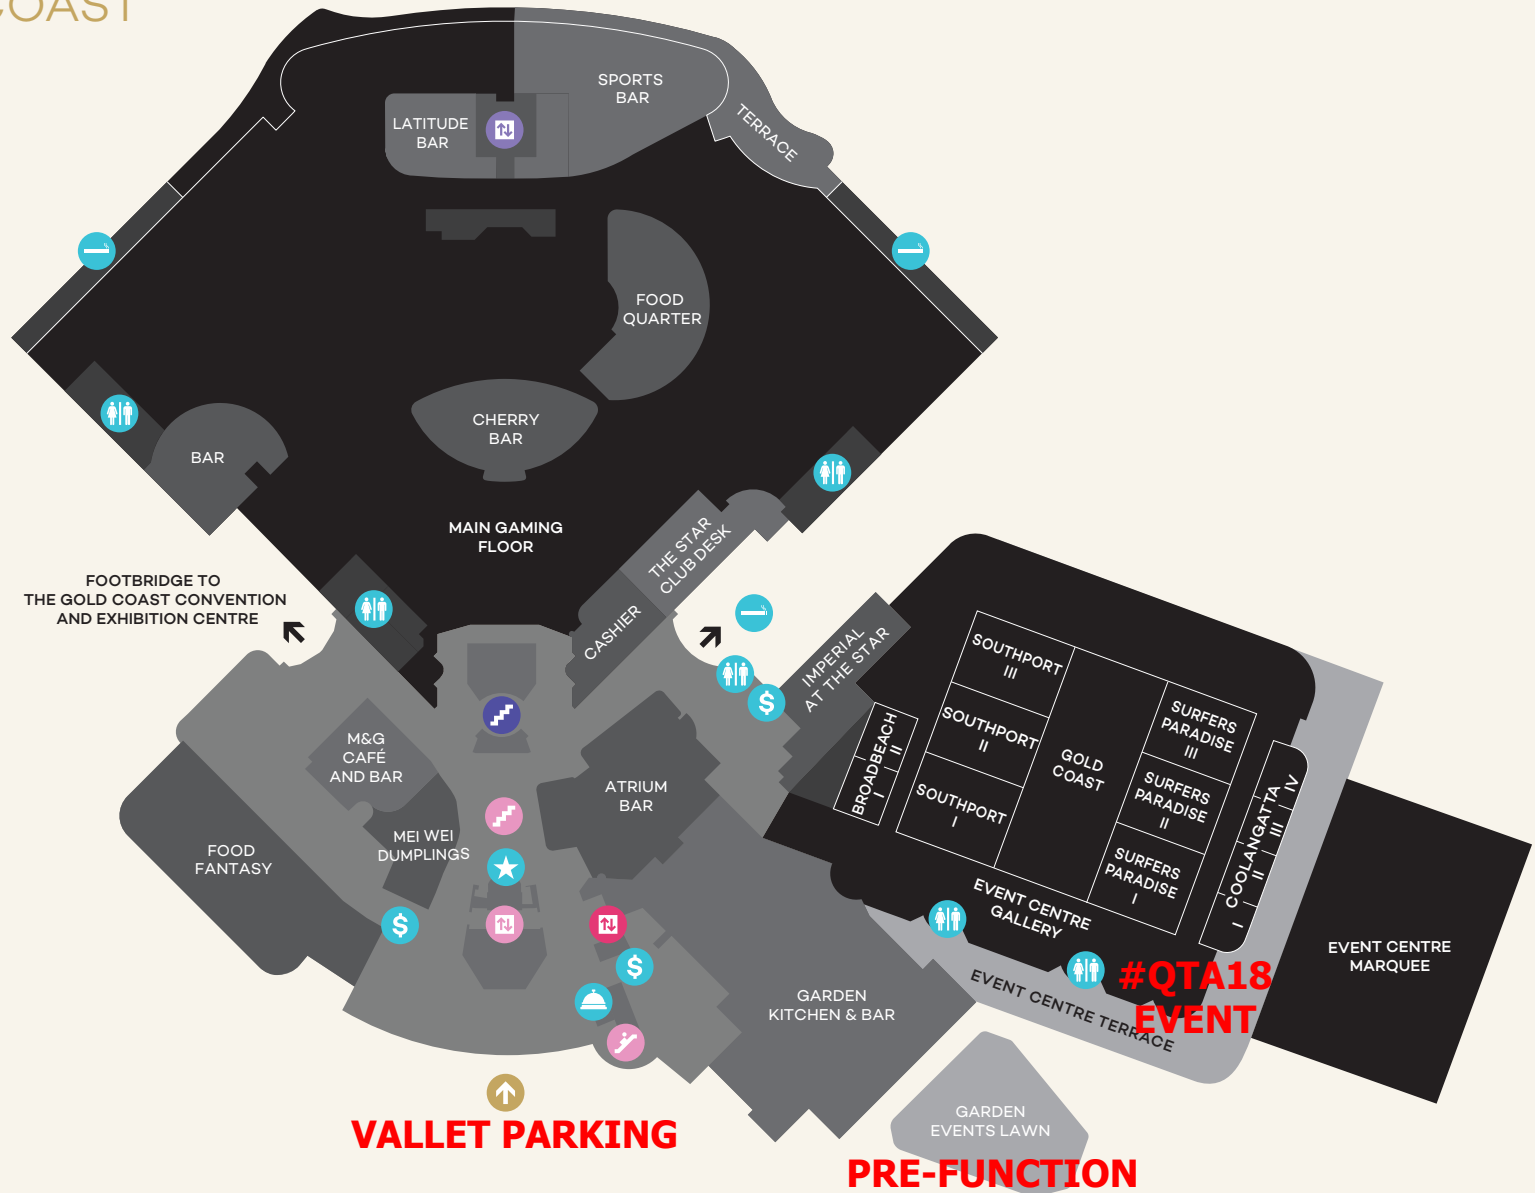 COAST
SPORTS
BAR
LATITUDE
BAR
TERRACE
FOOD
QUARTER
CHERRY
BAR
BAR
MAIN GAMING
FLOOR
THE STAR
CLUB DESK
CASHIER
FOOTBRIDGE TO
THE GOLD COAST CONVENTION
AND EXHIBITION CENTRE
IMPERIAL
AT THE STAR
SOUTHPORT
III
SOUTHPORT
II
SOUTHPORT
I
BROADBEACH
I II
GOLD
COAST
SURFERS
PARADISE
III
SURFERS
PARADISE
II
SURFERS
PARADISE
I
COOLANGATTA
I II III IV
M&G
CAFÉ
AND BAR
ATRIUM
BAR
MEI WEI
DUMPLINGS
FOOD
FANTASY
$
$
$
EVENT CENTRE
GALLERY
EVENT CENTRE
MARQUEE
#QTA18
EVENT
EVENT CENTRE TERRACE
GARDEN
KITCHEN & BAR
VALLET PARKING
GARDEN
EVENTS LAWN
PRE-FUNCTION